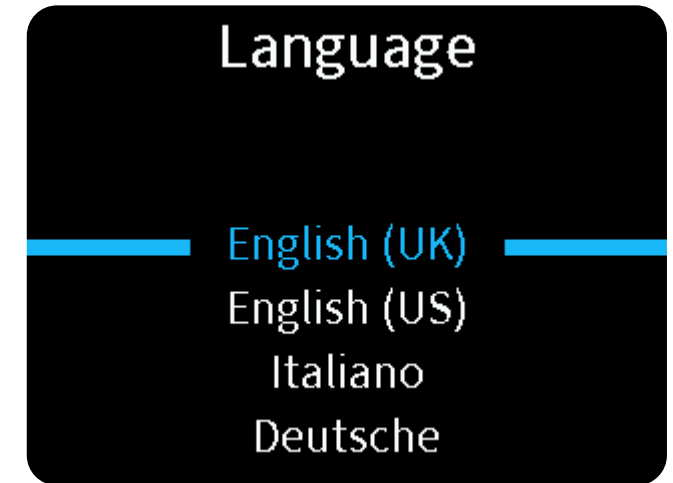 Language
English (UK)
English (US)
Italiano
Deutsche